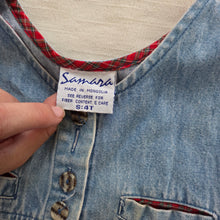 Samara
MADE IN MONGOLIA
SEE REVERSE FOR
FIBER CONTENT & CARE
S:4T